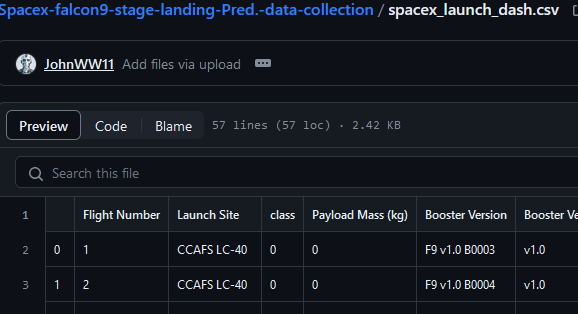 Spacex-falcon9-stage-landing-Pred.-data-collection / spacex_launch_dash.csv
JohnWW11 Add files via upload
Preview Code Blame 57 lines (57 loc) · 2.42 KB
Search this file
1 Flight Number Launch Site class Payload Mass (kg) Booster Version Booster Ve
2 0 1 CCAFS LC-40 0 0 F9 v1.0 B0003 v1.0
3 1 2 CCAFS LC-40 0 0 F9 v1.0 B0004 v1.0